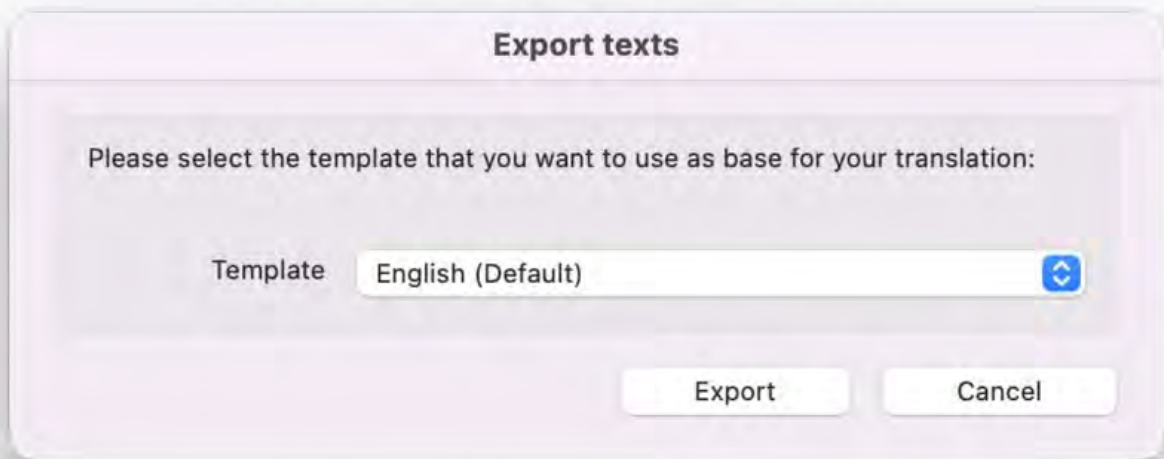 Export texts
Please select the template that you want to use as base for your translation:
Template English (Default)
Export Cancel